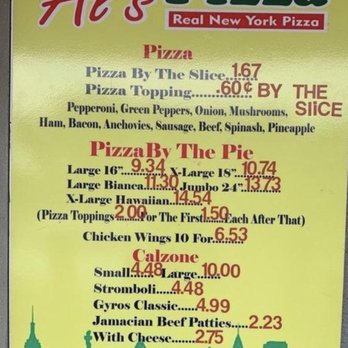 Al's Pizza
Real New York Pizza
Pizza
Pizza By The Slice 1.67
Pizza Topping........60¢ BY THE SlICE
Pepperoni, Green Peppers, Onion, Mushrooms,
Ham, Bacon, Anchovies, Sausage, Beef, Spinash, Pineapple
Pizza By The Pie
Large 16" 9.34 X-Large 18" 10.74
Large Bianca 11.30 Jumbo 24" 13.73
X-Large Hawaiian 14.54
(Pizza Toppings 2.00 For The First 1.50 Each After That)
Chicken Wings 10 For 6.53
Calzone
Small 4.48 Large 10.00
Stromboli.....4.48
Gyros Classic.....4.99
Jamacian Beef Patties.....2.23
With Cheese.....2.75